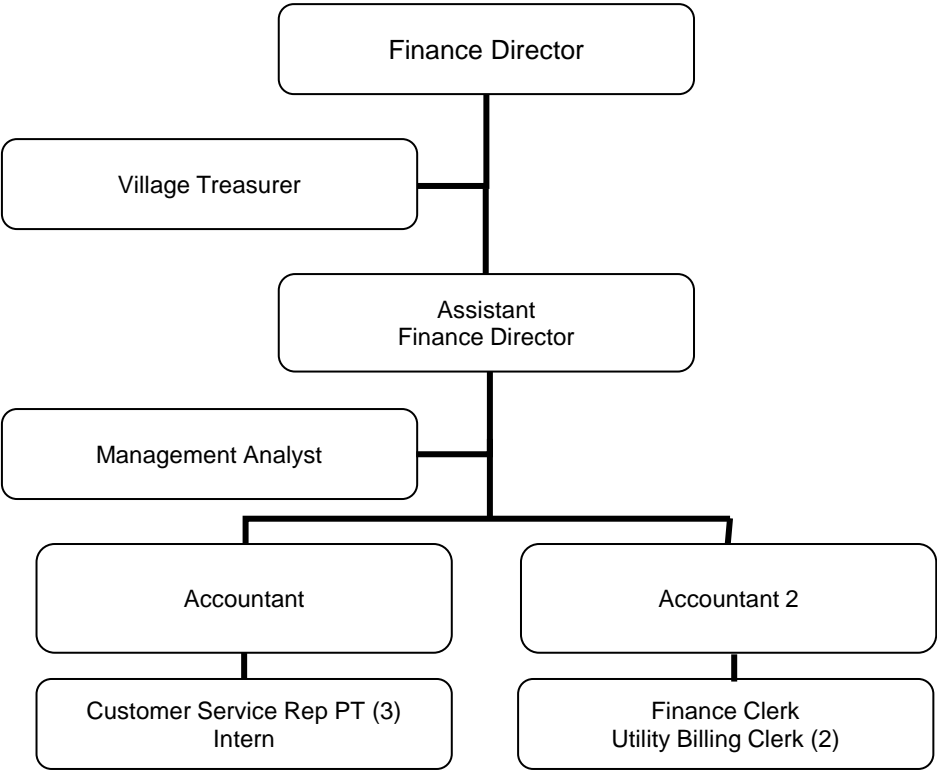 Finance Director
Village Treasurer
Assistant
Finance Director
Management Analyst
Accountant
Accountant 2
Customer Service Rep PT (3)
Intern
Finance Clerk
Utility Billing Clerk (2)